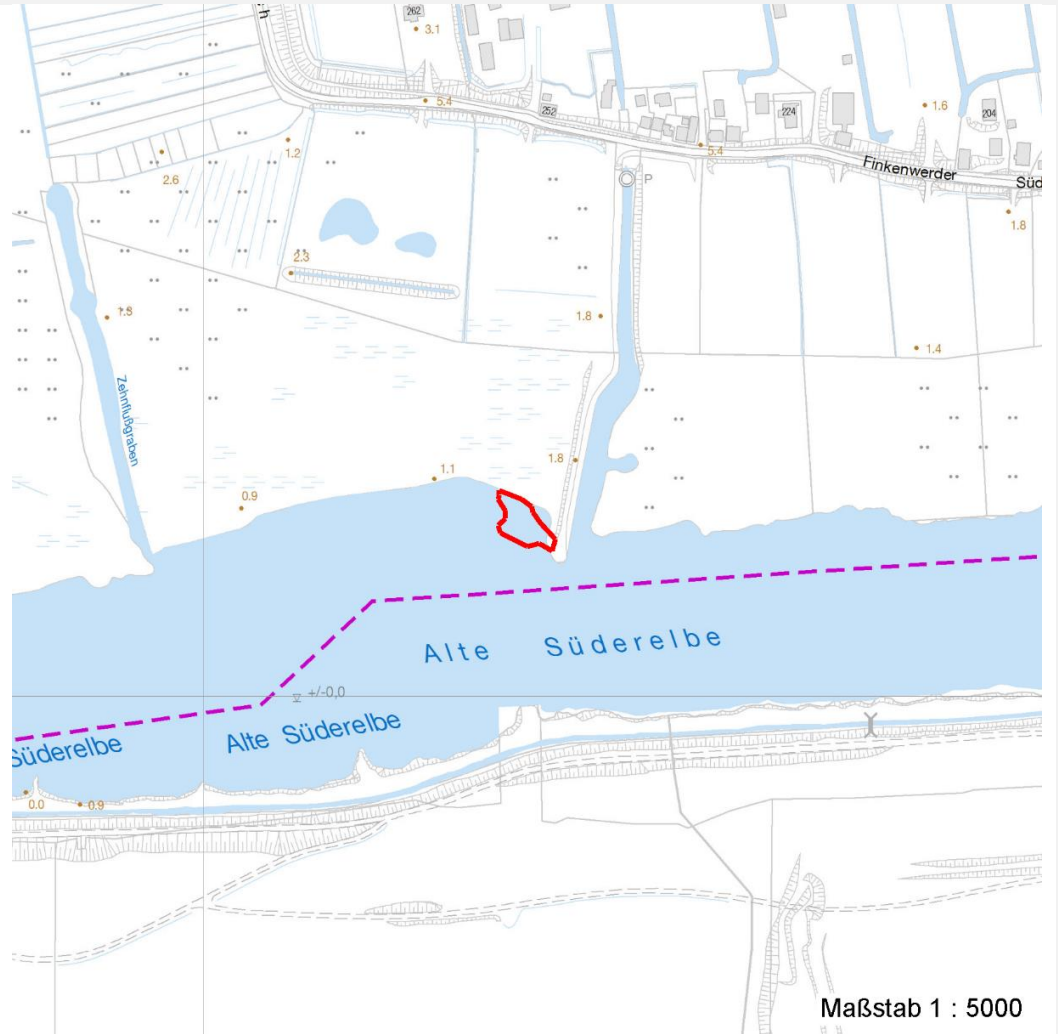 262
3.1
5.4
252
224
1.6
204
5.4
Finkenwerder
Süd
1.2
2.6
P
1.8
2.3
1.8
1.3
1.4
Zehnflußgraben
1.8
1.1
0.9
Alte Süderelbe
+/-0,0
Alte Süderelbe
Süderelbe
0.0
0.9
Maßstab 1 : 5000